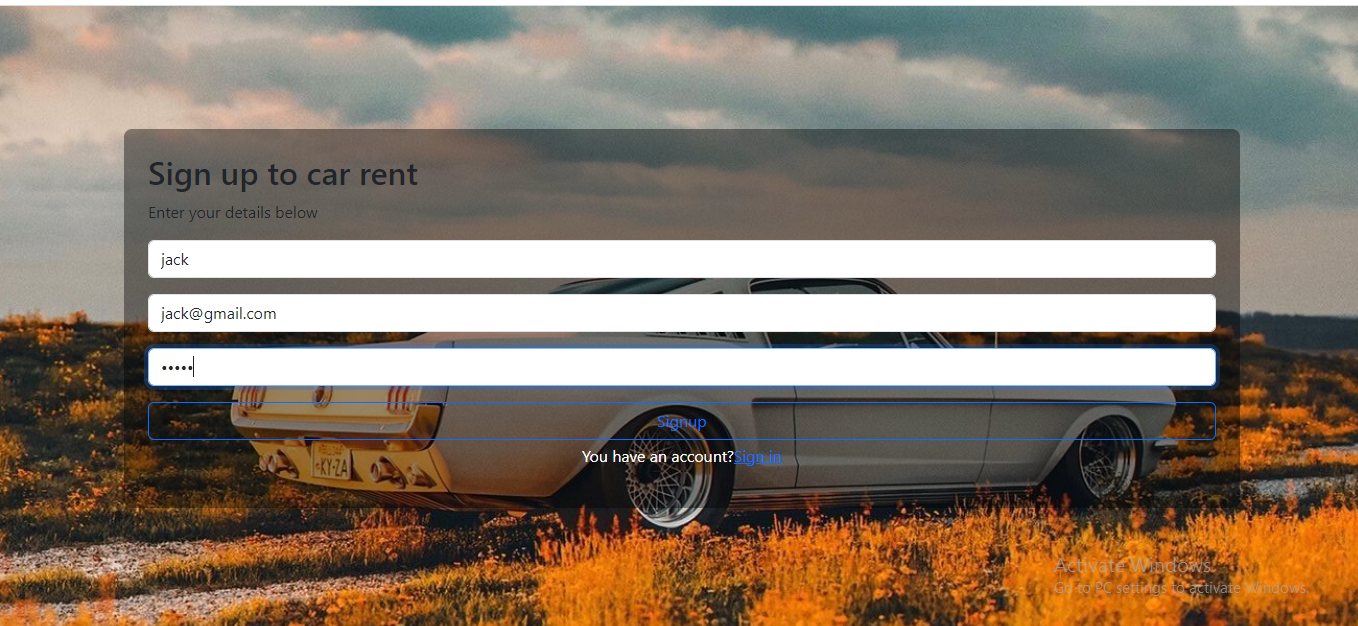 Sign up to car rent
Enter your details below
jack
jack@gmail.com
•••••
Signup
You have an account?Sign in
KY-ZA
Activate Windows
Go to PC settings to activate Windows.